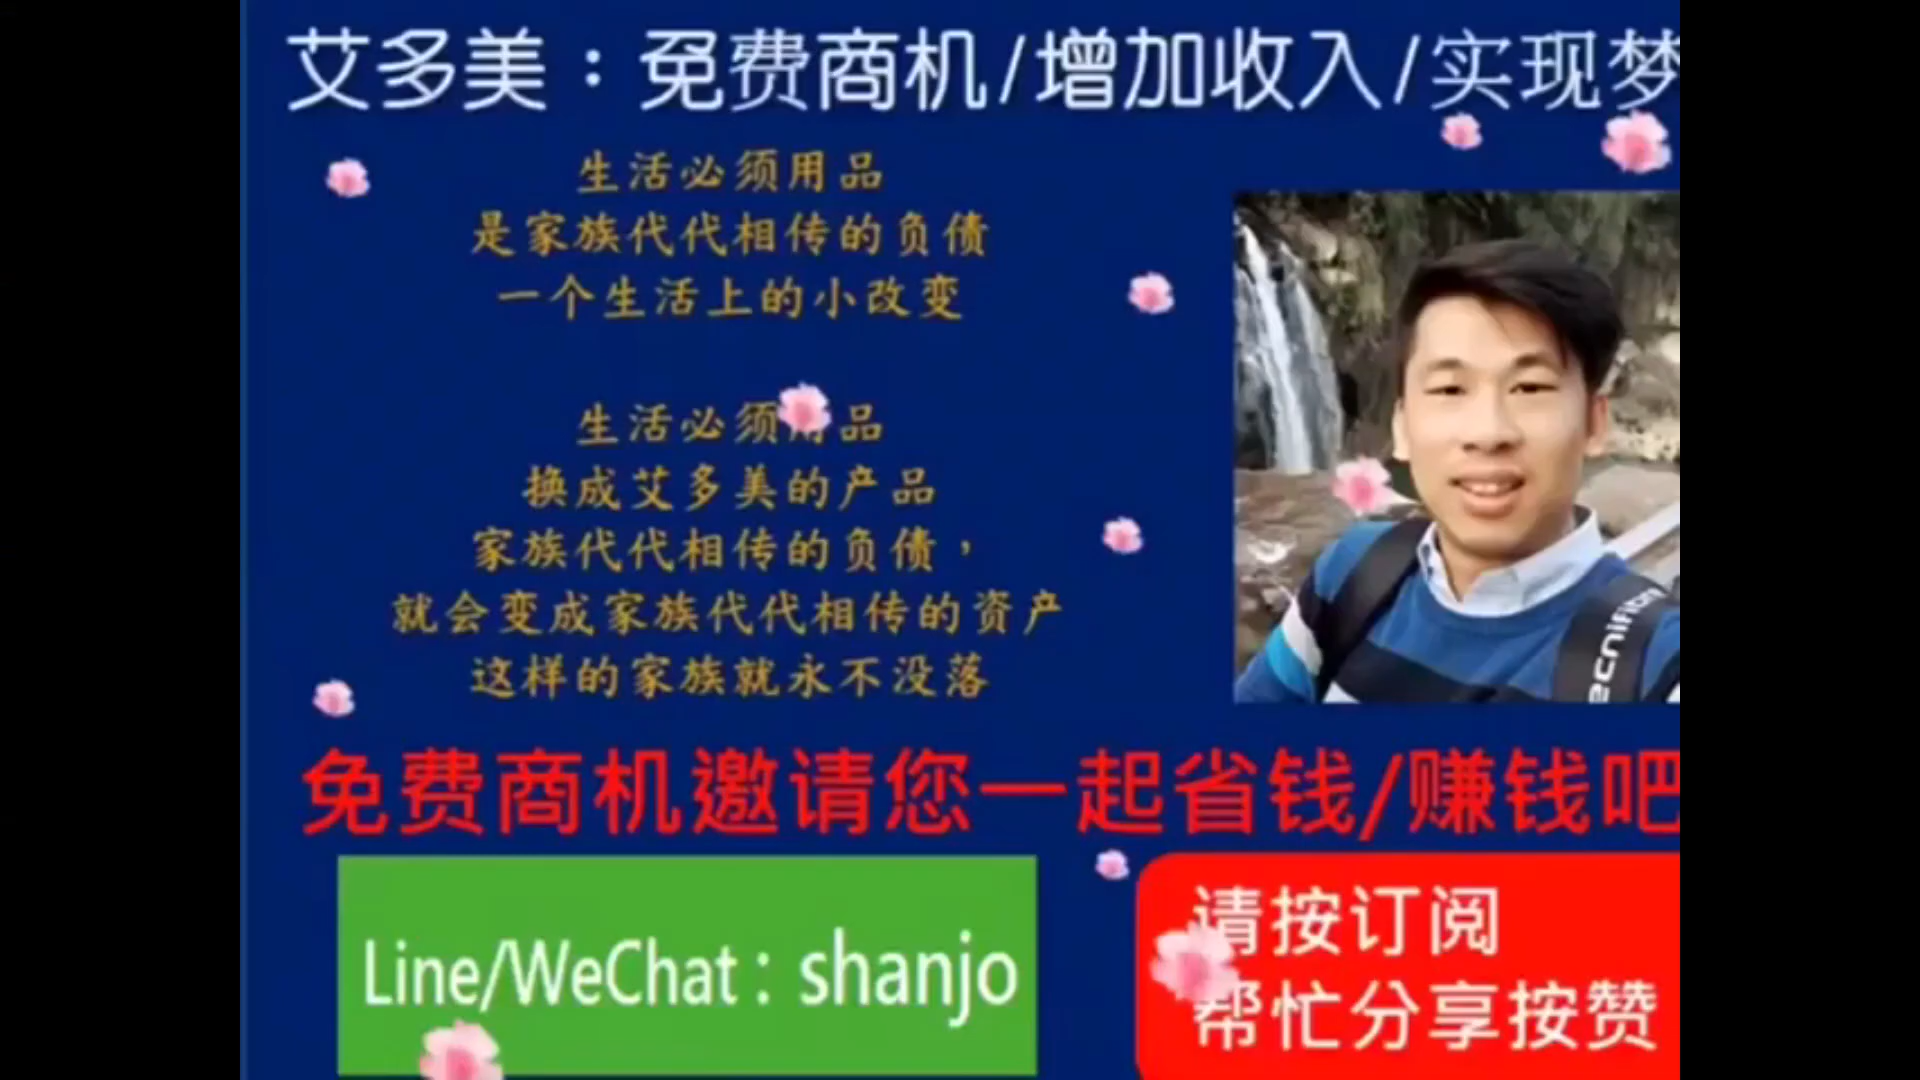 艾多美：免费商机/增加收入/实现梦
生活必须用品
是家族代代相传的负债
一个生活上的小改变
生活必须用品
换成艾多美的产品
家族代代相传的负债，
就会变成家族代代相传的资产
这样的家族就永不没落
免费商机邀请您一起省钱/赚钱吧
Line/WeChat：shanjo
请按订阅
帮忙分享按赞